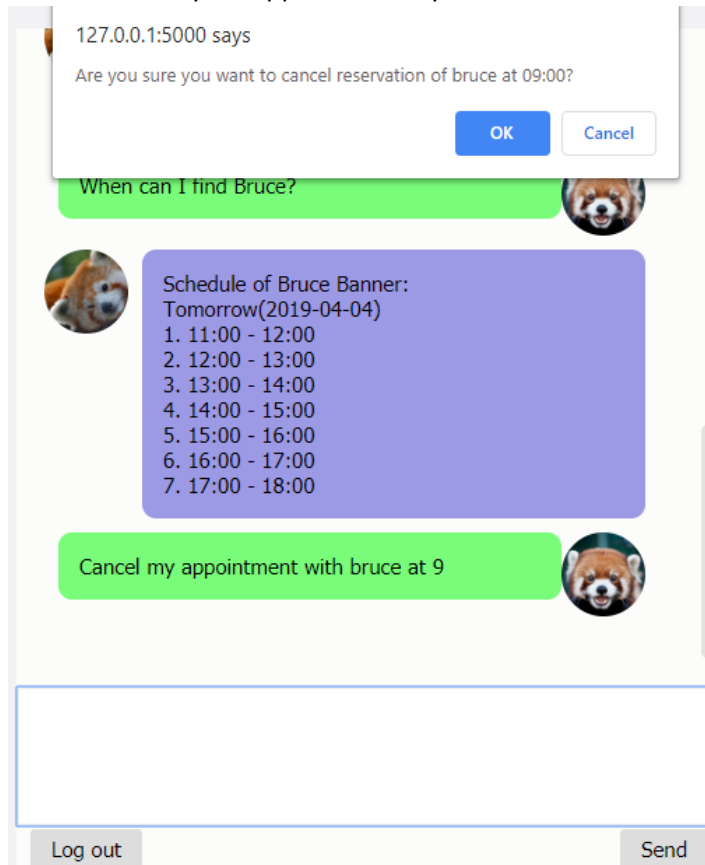 127.0.0.1:5000 says
Are you sure you want to cancel reservation of bruce at 09:00?
OK
Cancel
When can I find Bruce?
Schedule of Bruce Banner:
Tomorrow(2019-04-04)
1. 11:00 - 12:00
2. 12:00 - 13:00
3. 13:00 - 14:00
4. 14:00 - 15:00
5. 15:00 - 16:00
6. 16:00 - 17:00
7. 17:00 - 18:00
Cancel my appointment with bruce at 9
Log out
Send